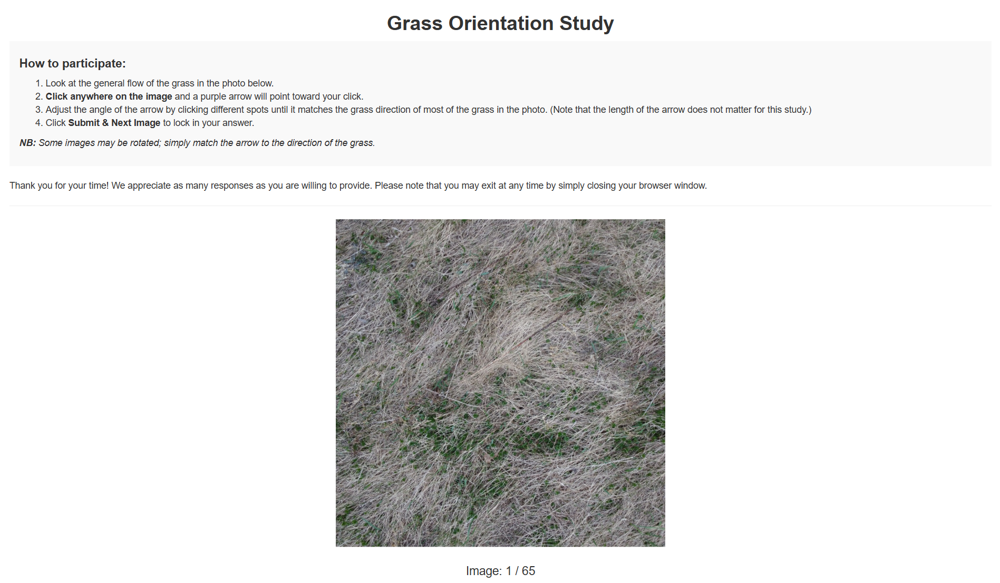 Grass Orientation Study
How to participate:
1. Look at the general flow of the grass in the photo below.
2. Click anywhere on the image and a purple arrow will point toward your click.
3. Adjust the angle of the arrow by clicking different spots until it matches the grass direction of most of the grass in the photo. (Note that the length of the arrow does not matter for this study.)
4. Click Submit & Next Image to lock in your answer.
NB: Some images may be rotated; simply match the arrow to the direction of the grass.
Thank you for your time! We appreciate as many responses as you are willing to provide. Please note that you may exit at any time by simply closing your browser window.
Image: 1 / 65